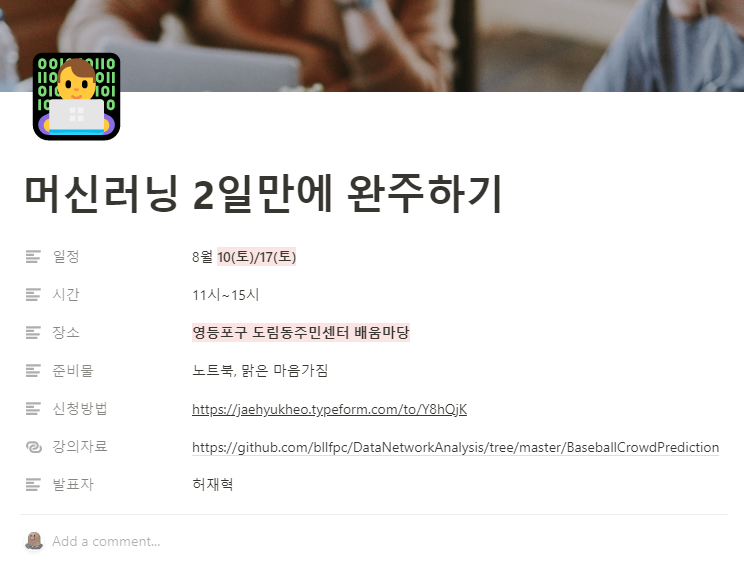 머신러닝 2일만에 완주하기
일정 8월 10(토)/17(토)
시간 11시~15시
장소 영등포구 도림동주민센터 배움마당
준비물 노트북, 맑은 마음가짐
신청방법 https://jaehyukheo.typeform.com/to/Y8hQjK
강의자료 https://github.com/bllfpc/DataNetworkAnalysis/tree/master/BaseballCrowdPrediction
발표자 허재혁
Add a comment...